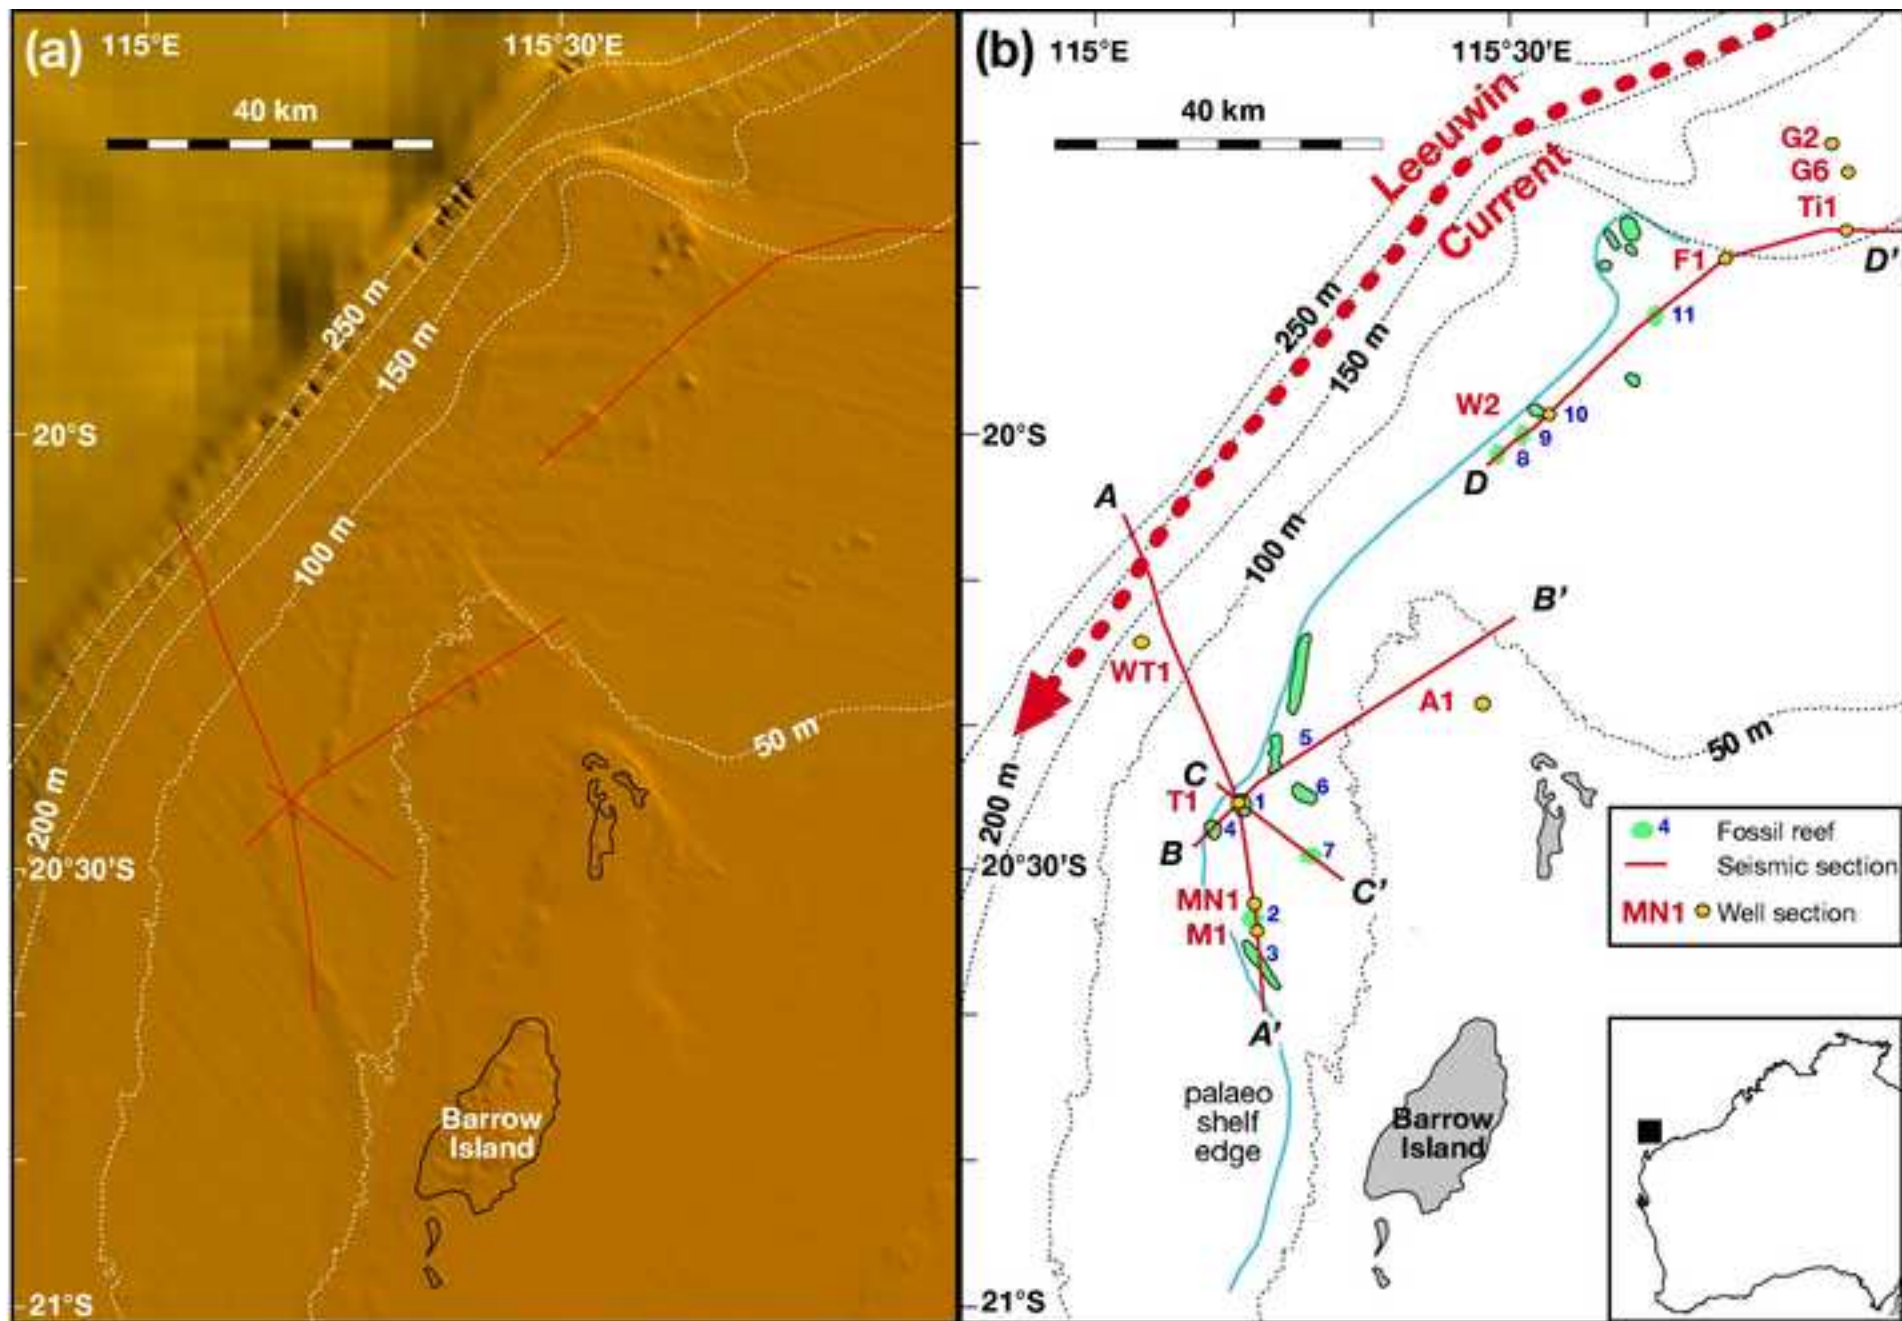 (a)
115°E
115°30'E
40 km
250 m
150 m
20°S
100 m
50 m
200 m
20°30'S
Barrow
Island
21°S
(b)
115°E
115°30'E
40 km
Leeuwin
Current
G2
G6
Ti1
F1
D'
11
250 m
150 m
W2
10
9
8
20°S
D
A
100 m
B'
WT1
A1
5
50 m
C
6
T1
1
4
200 m
B
7
20°30'S
C'
MN1
2
M1
3
A'
4 Fossil reef
Seismic section
MN1 Well section
palaeo
shelf
edge
Barrow
Island
21°S